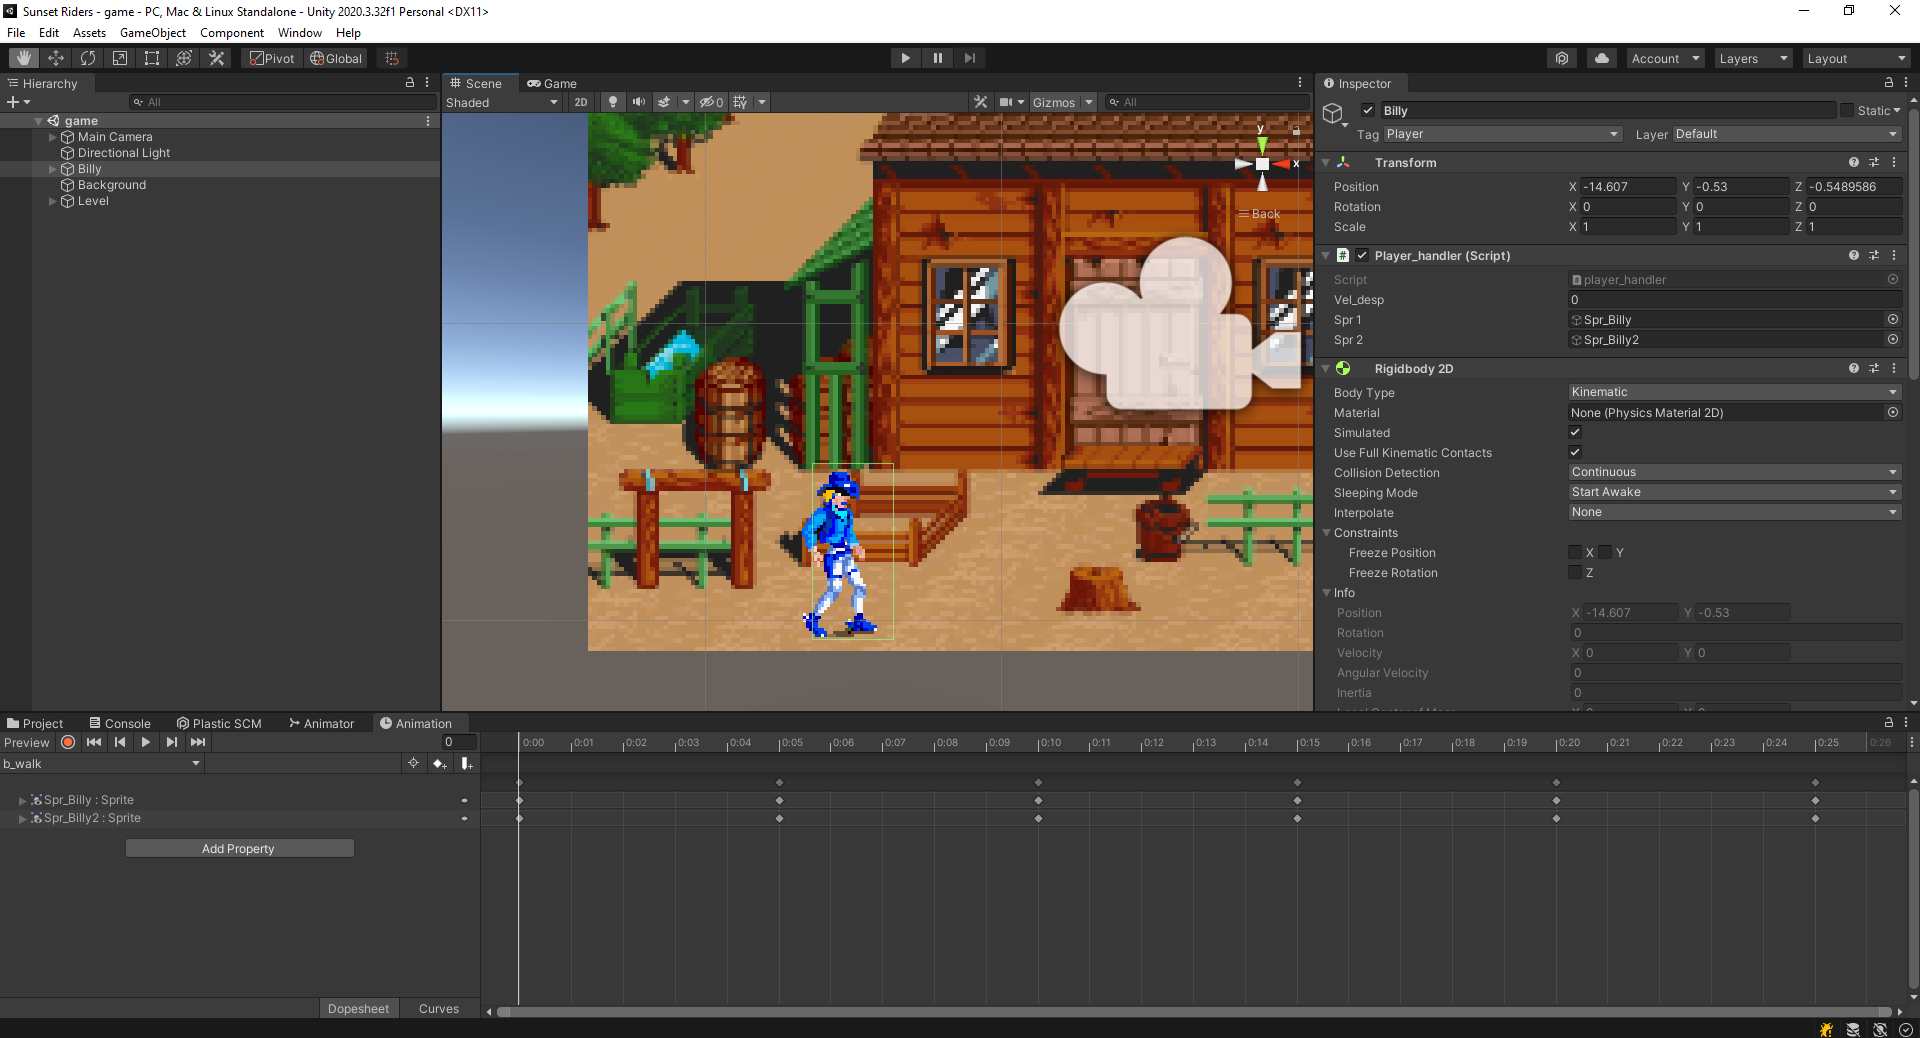 Sunset Riders - game - PC, Mac & Linux Standalone - Unity 2020.3.32f1 Personal <DX11>
File Edit Assets GameObject Component Window Help
Pivot Global Account Layers Layout
Hierarchy
All
game
Main Camera
Directional Light
Billy
Background
Level
Scene Game
Shaded 2D 0 Gizmos All
y
x
Back
Inspector
Billy Static
Tag Player Layer Default
Transform
Position X -14.607 Y -0.53 Z -0.5489586
Rotation X 0 Y 0 Z 0
Scale X 1 Y 1 Z 1
# Player_handler (Script)
Script player_handler
Vel_desp 0
Spr 1 Spr_Billy
Spr 2 Spr_Billy2
Rigidbody 2D
Body Type Kinematic
Material None (Physics Material 2D)
Simulated
Use Full Kinematic Contacts
Collision Detection Continuous
Sleeping Mode Start Awake
Interpolate None
Constraints
Freeze Position X Y
Freeze Rotation Z
Info
Position X -14.607 Y -0.53
Rotation 0
Velocity X 0 Y 0
Angular Velocity 0
Inertia 0
Project Console Plastic SCM Animator Animation
Preview 0 0:00 0:01 0:02 0:03 0:04 0:05 0:06 0:07 0:08 0:09 0:10 0:11 0:12 0:13 0:14 0:15 0:16 0:17 0:18 0:19 0:20 0:21 0:22 0:23 0:24 0:25 0:26
b_walk
Spr_Billy : Sprite
Spr_Billy2 : Sprite
Add Property
Dopesheet Curves